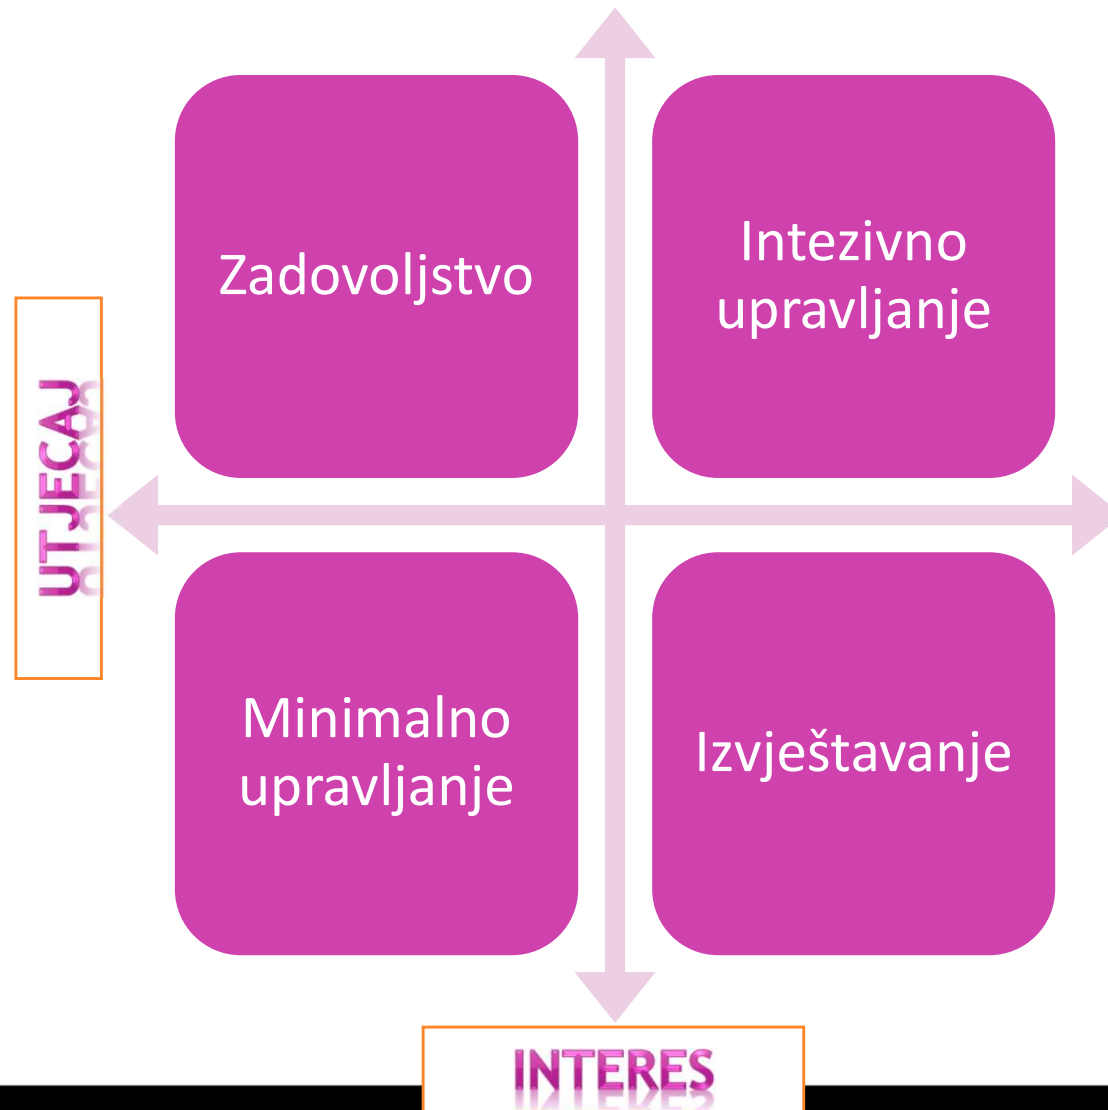 Zadovoljstvo
Intezivno
upravljanje
UTJECAJ
Minimalno
upravljanje
Izvještavanje
INTERES